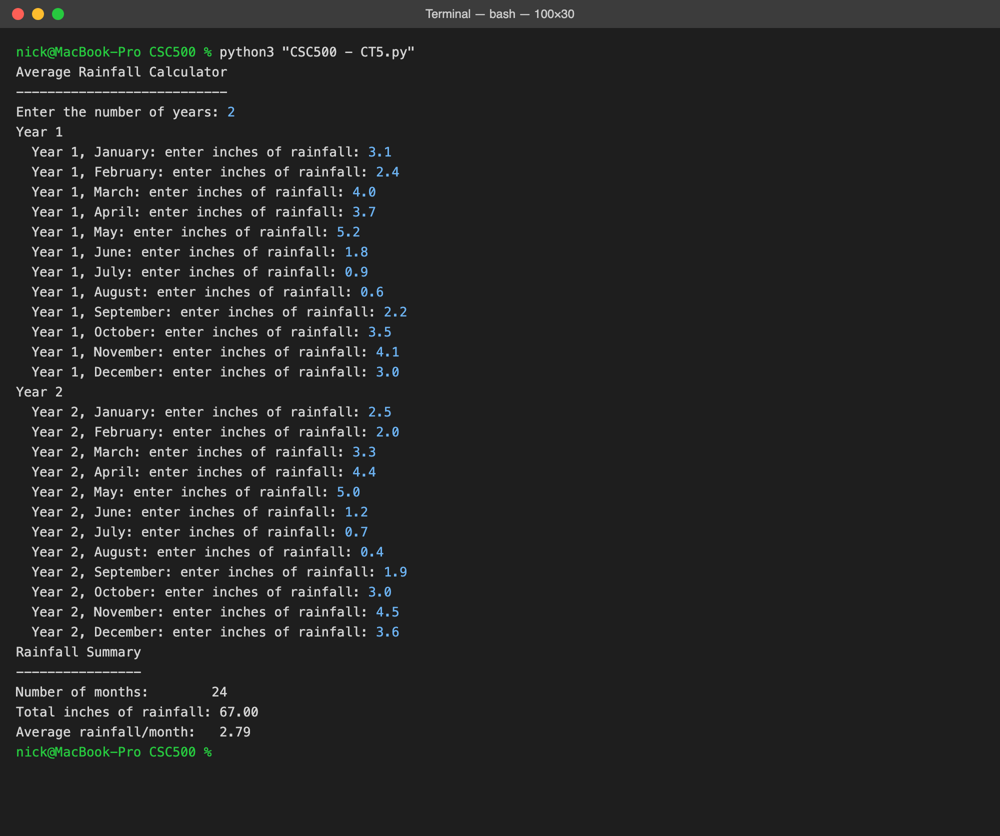 Terminal — bash — 100×30
nick@MacBook-Pro CSC500 % python3 "CSC500 - CT5.py"
Average Rainfall Calculator
---------------------------
Enter the number of years: 2
Year 1
  Year 1, January: enter inches of rainfall: 3.1
  Year 1, February: enter inches of rainfall: 2.4
  Year 1, March: enter inches of rainfall: 4.0
  Year 1, April: enter inches of rainfall: 3.7
  Year 1, May: enter inches of rainfall: 5.2
  Year 1, June: enter inches of rainfall: 1.8
  Year 1, July: enter inches of rainfall: 0.9
  Year 1, August: enter inches of rainfall: 0.6
  Year 1, September: enter inches of rainfall: 2.2
  Year 1, October: enter inches of rainfall: 3.5
  Year 1, November: enter inches of rainfall: 4.1
  Year 1, December: enter inches of rainfall: 3.0
Year 2
  Year 2, January: enter inches of rainfall: 2.5
  Year 2, February: enter inches of rainfall: 2.0
  Year 2, March: enter inches of rainfall: 3.3
  Year 2, April: enter inches of rainfall: 4.4
  Year 2, May: enter inches of rainfall: 5.0
  Year 2, June: enter inches of rainfall: 1.2
  Year 2, July: enter inches of rainfall: 0.7
  Year 2, August: enter inches of rainfall: 0.4
  Year 2, September: enter inches of rainfall: 1.9
  Year 2, October: enter inches of rainfall: 3.0
  Year 2, November: enter inches of rainfall: 4.5
  Year 2, December: enter inches of rainfall: 3.6
Rainfall Summary
----------------
Number of months:        24
Total inches of rainfall: 67.00
Average rainfall/month:   2.79
nick@MacBook-Pro CSC500 %